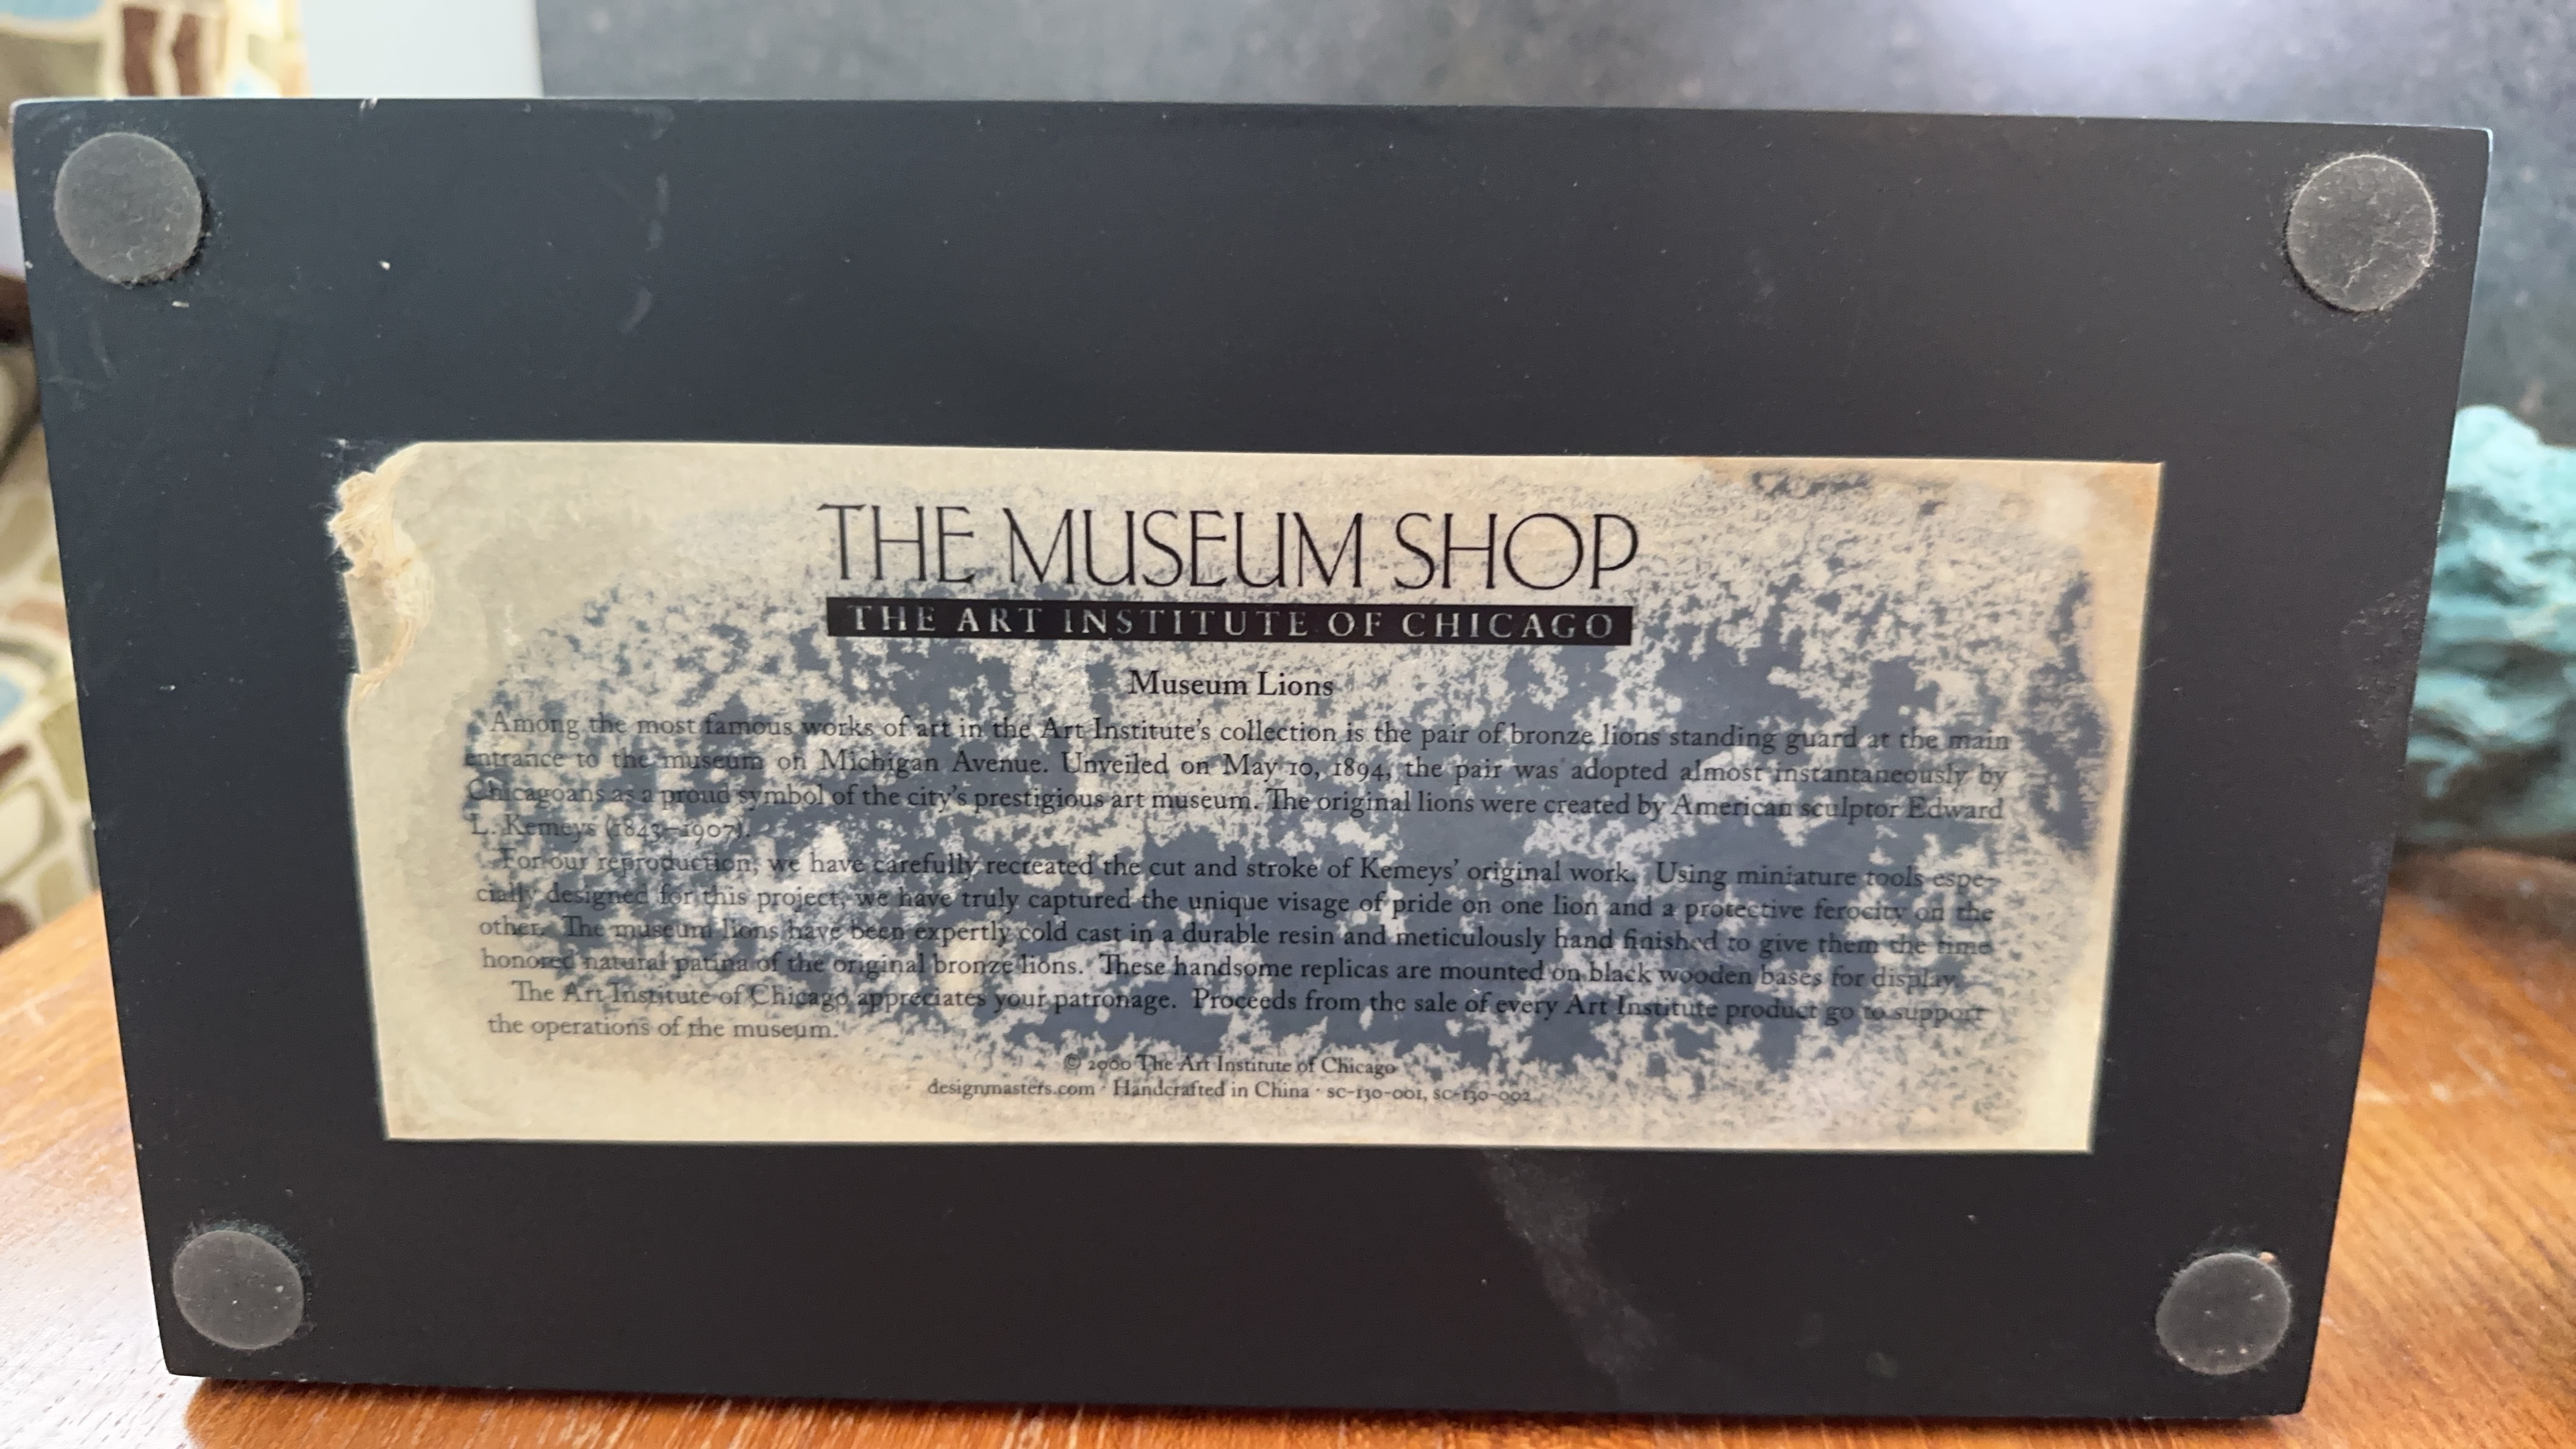 THE MUSEUM SHOP
THE ART INSTITUTE OF CHICAGO
Museum Lions
Among the most famous works of art in the Art Institute's collection is the pair of bronze lions standing guard at the main
entrance to the museum on Michigan Avenue. Unveiled on May 10, 1894, the pair was adopted almost instantaneously by
Chicagoans as a proud symbol of the city's prestigious art museum. The original lions were created by American sculptor Edward
L. Kemeys (1843–1907).
For our reproduction, we have carefully recreated the cut and stroke of Kemeys' original work. Using miniature tools espe-
cially designed for this project, we have truly captured the unique visage of pride on one lion and a protective ferocity on the
other. The museum lions have been expertly cold cast in a durable resin and meticulously hand finished to give them the time
honored natural patina of the original bronze lions. These handsome replicas are mounted on black wooden bases for display.
The Art Institute of Chicago appreciates your patronage. Proceeds from the sale of every Art Institute product go to support
the operations of the museum.
© 2000 The Art Institute of Chicago
designmasters.com · Handcrafted in China · SC-130-001, SC-130-002